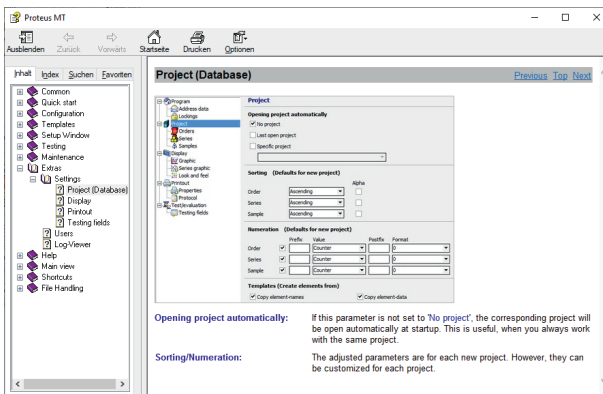 Proteus MT
Ausblenden Zurück Vorwärts Startseite Drucken Optionen
Inhalt Index Suchen Favoriten
Common
Quick start
Configuration
Templates
Setup Window
Testing
Maintenance
Extras
Settings
Project (Database)
Display
Printout
Testing fields
Users
Log-Viewer
Help
Main view
Shortcuts
File Handling
Project (Database)
Previous Top Next
Program
Address data
Lockings
Project
Orders
Series
Samples
Display
Graphic
Series graphic
Look and feel
Printout
Properties
Protocol
Test/evaluation
Testing fields
Project
Opening project automatically
No project
Last open project
Specific project
Sorting (Defaults for new project)
Alpha
Order Ascending
Series Ascending
Sample Ascending
Numeration (Defaults for new project)
Prefix Value Postfix Format
Order Counter 0
Series Counter 0
Sample Counter 0
Templates (Create elements from)
Copy element-names Copy element-data
Opening project automatically: If this parameter is not set to 'No project', the corresponding project will
be open automatically at startup. This is useful, when you always work
with the same project.
Sorting/Numeration: The adjusted parameters are for each new project. However, they can
be customized for each project.